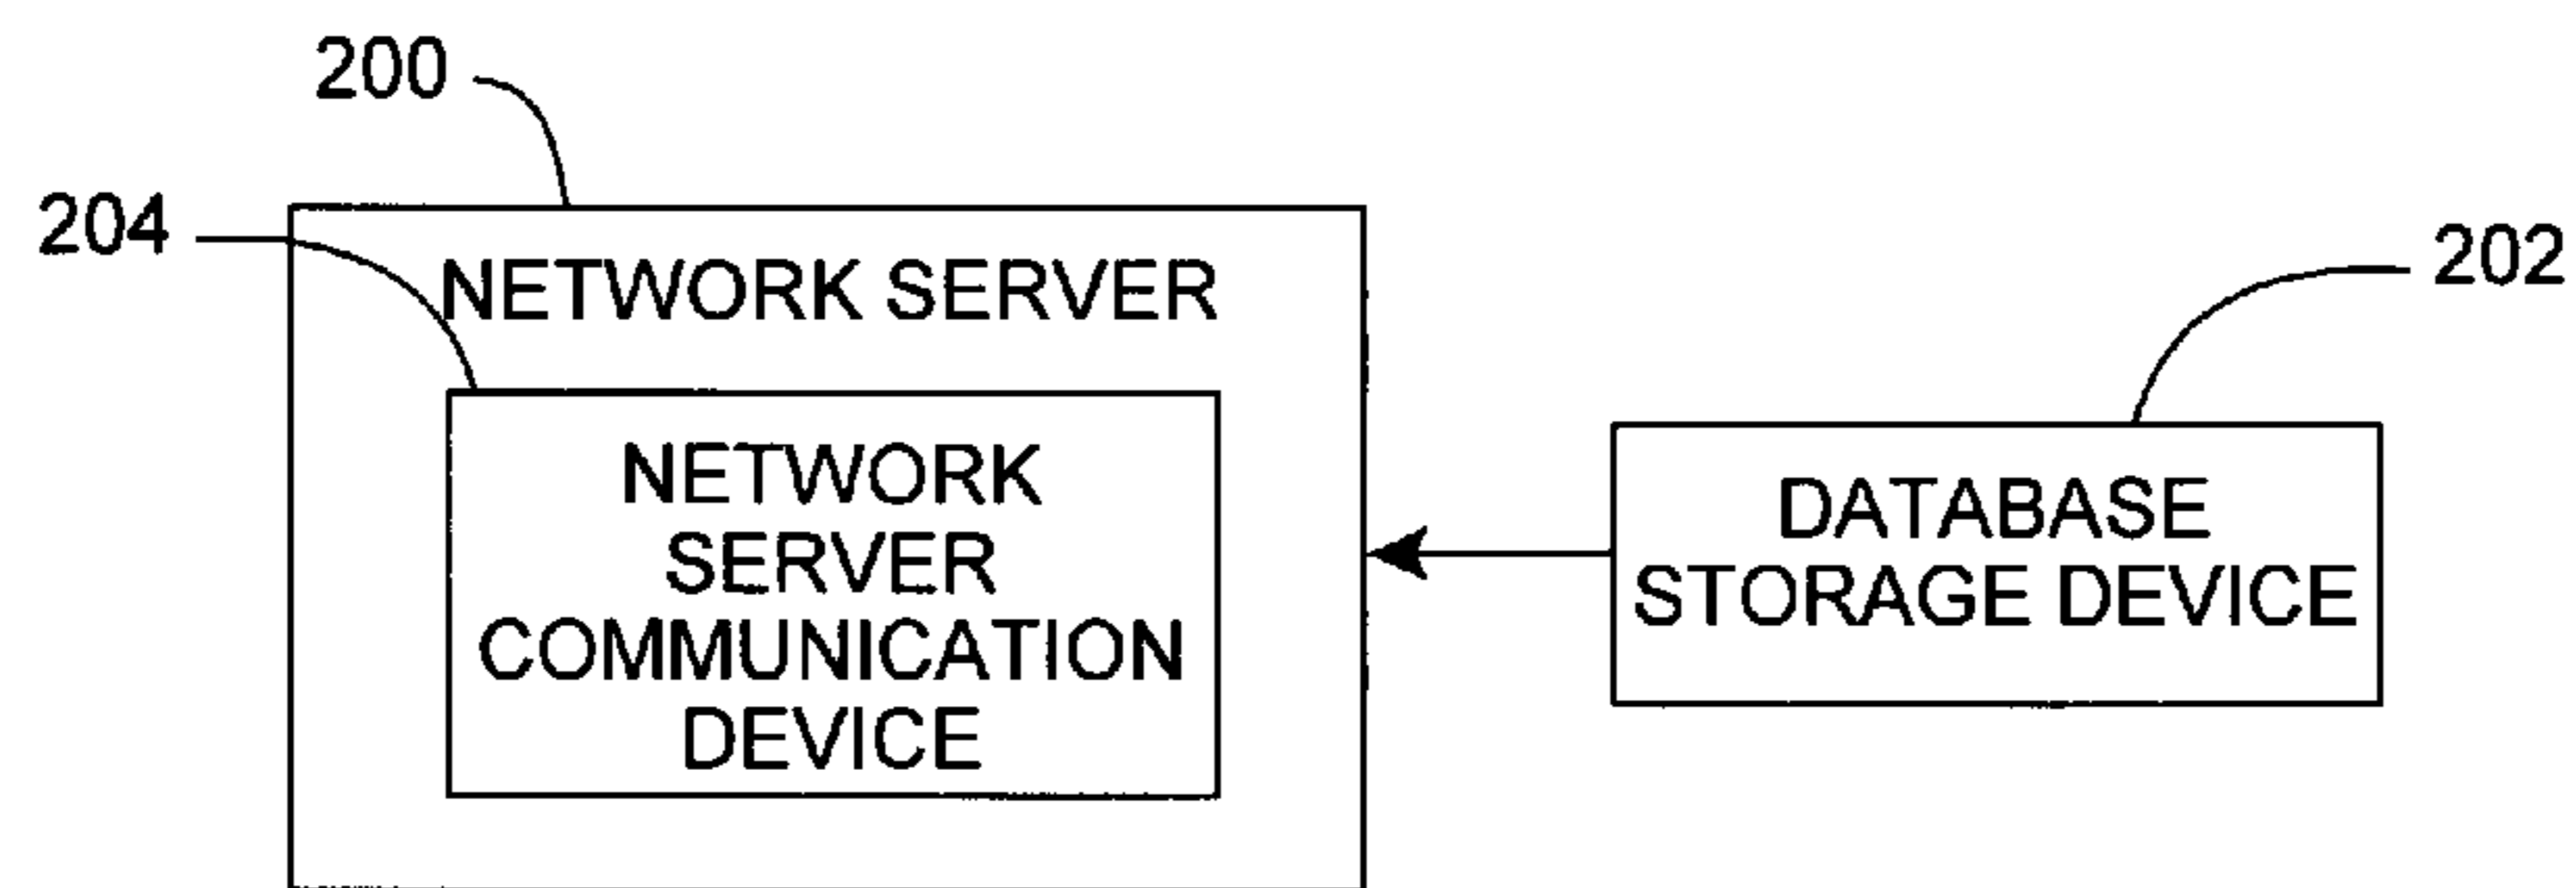 200
204
NETWORK SERVER
202
NETWORK
SERVER
COMMUNICATION
DEVICE
DATABASE
STORAGE DEVICE